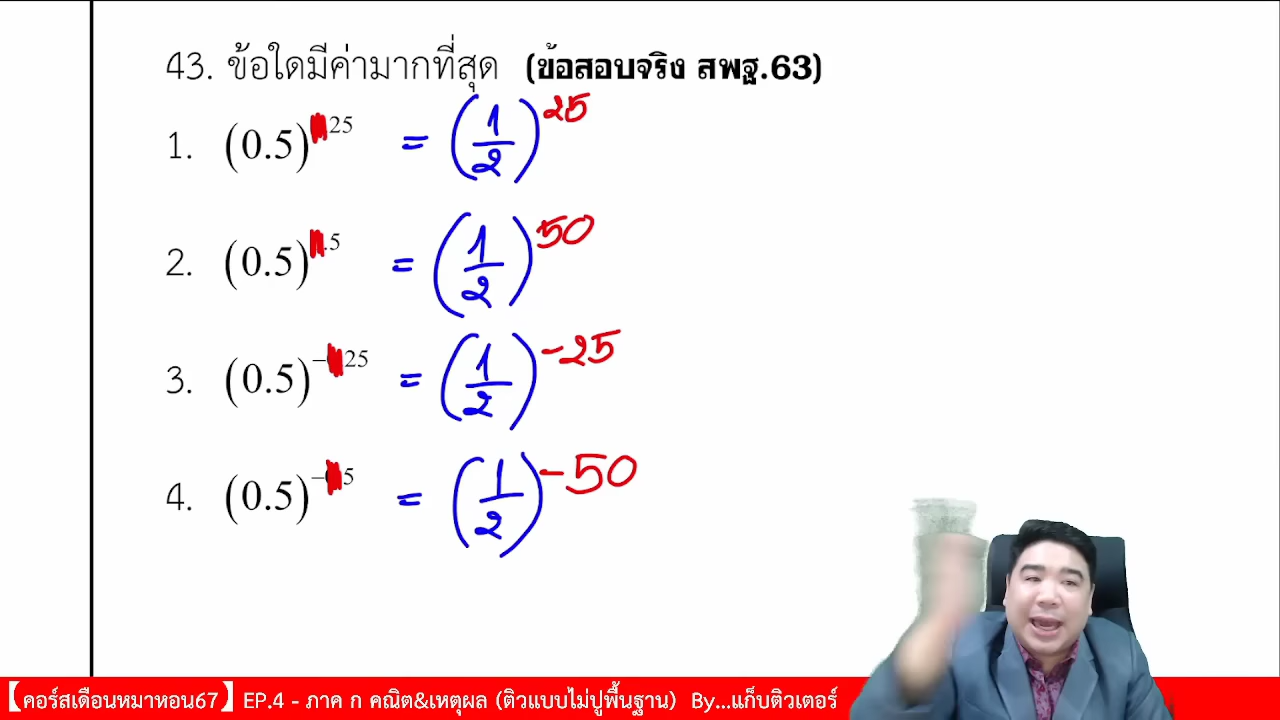 43. ข้อใดมีค่ามากที่สุด (ข้อสอบจริง สพฐ.63)
1. (0.5)^25 = (1/2)^25
2. (0.5)^.5 = (1/2)^50
3. (0.5)^-25 = (1/2)^-25
4. (0.5)^-5 = (1/2)^-50
【คอร์สเดือนหมาหอน67】 EP.4 - ภาค ก คณิต&เหตุผล (ติวแบบไม่ปูพื้นฐาน) By...แก็บติวเตอร์